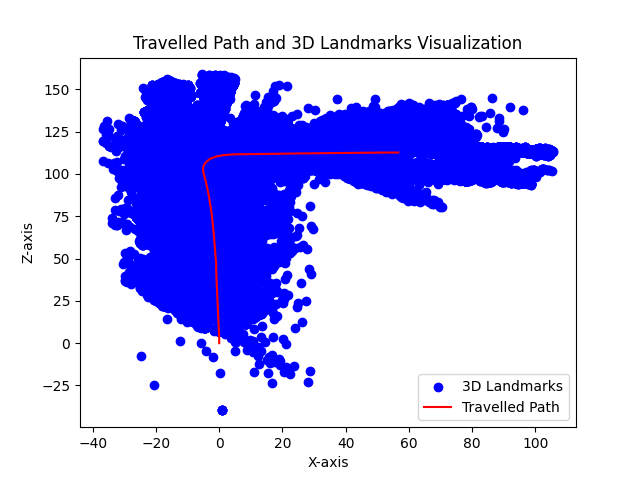 Travelled Path and 3D Landmarks Visualization
150
125
100
75
50
25
0
−25
Z-axis
−40 −20 0 20 40 60 80 100
X-axis
3D Landmarks
Travelled Path